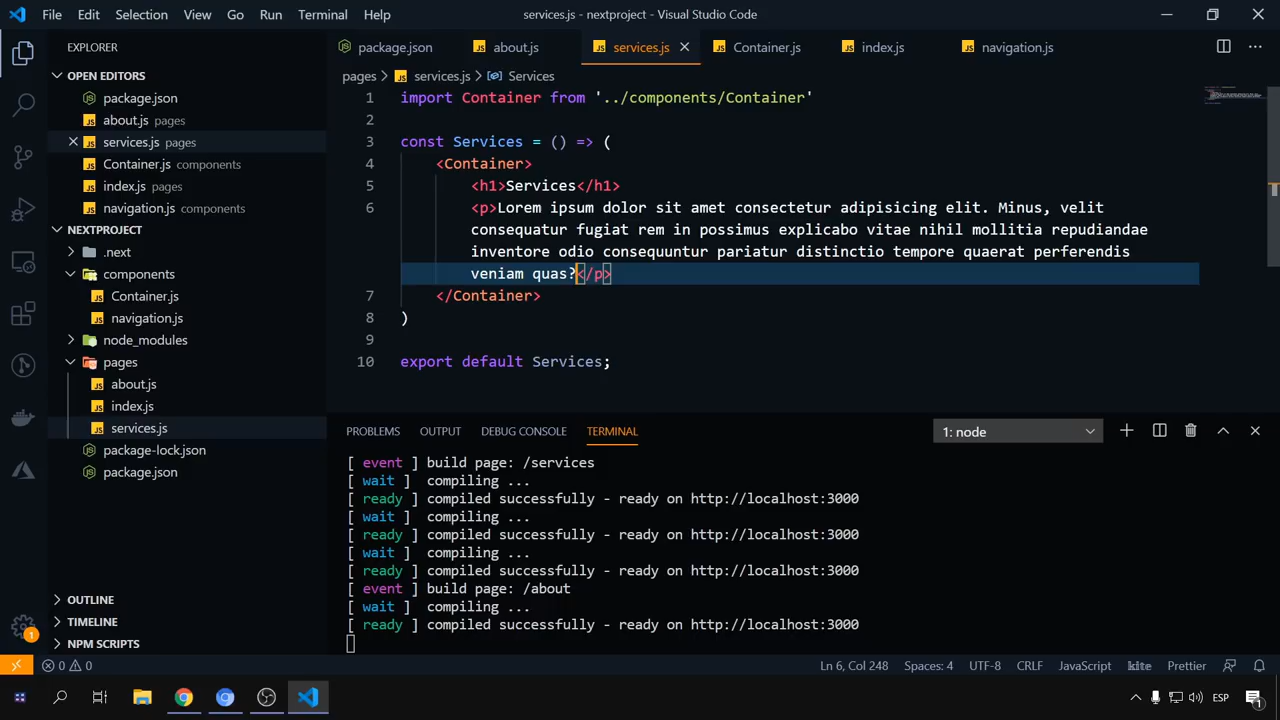 File Edit Selection View Go Run Terminal Help
services.js - nextproject - Visual Studio Code
EXPLORER
OPEN EDITORS
package.json
about.js pages
services.js pages
Container.js components
index.js pages
navigation.js components
NEXTPROJECT
.next
components
Container.js
navigation.js
node_modules
pages
about.js
index.js
services.js
package-lock.json
package.json
OUTLINE
TIMELINE
NPM SCRIPTS
package.json about.js services.js Container.js index.js navigation.js
pages > services.js > Services
1 import Container from '../components/Container'
2
3 const Services = () => (
4 <Container>
5 <h1>Services</h1>
6 <p>Lorem ipsum dolor sit amet consectetur adipisicing elit. Minus, velit
consequatur fugiat rem in possimus explicabo vitae nihil mollitia repudiandae
inventore odio consequuntur pariatur distinctio tempore quaerat perferendis
veniam quas?</p>
7 </Container>
8 )
9
10 export default Services;
PROBLEMS OUTPUT DEBUG CONSOLE TERMINAL 1: node
[ event ] build page: /services
[ wait ] compiling ...
[ ready ] compiled successfully - ready on http://localhost:3000
[ wait ] compiling ...
[ ready ] compiled successfully - ready on http://localhost:3000
[ wait ] compiling ...
[ ready ] compiled successfully - ready on http://localhost:3000
[ event ] build page: /about
[ wait ] compiling ...
[ ready ] compiled successfully - ready on http://localhost:3000
1
0 0 Ln 6, Col 248 Spaces: 4 UTF-8 CRLF JavaScript kite Prettier
ESP 1